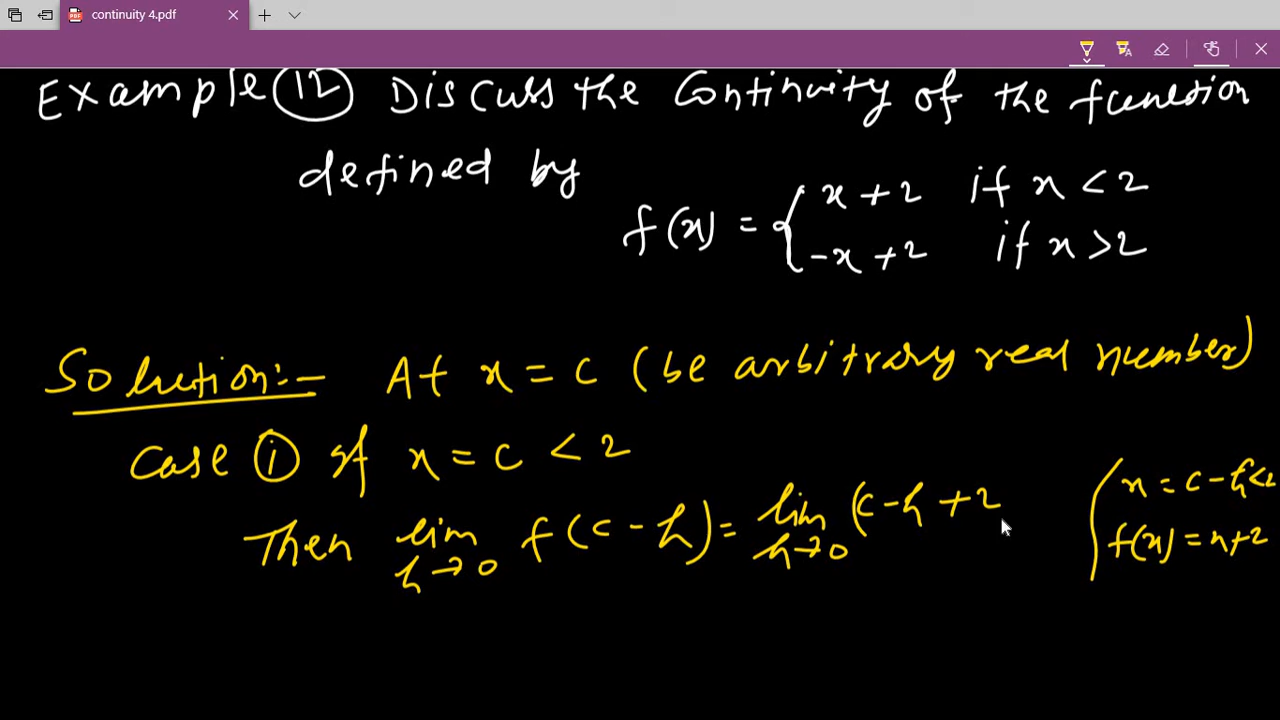 continuity 4.pdf
Example 12 Discuss the Continuity of the function
defined by
f(x) = { x + 2 if x < 2
-x + 2 if x > 2
Solution:- At x = c (be arbitrary real number)
Case i If x = c < 2
Then lim h→0 f(c - h) = lim h→0 (c - h + 2
x = c - h < 2
f(x) = x + 2